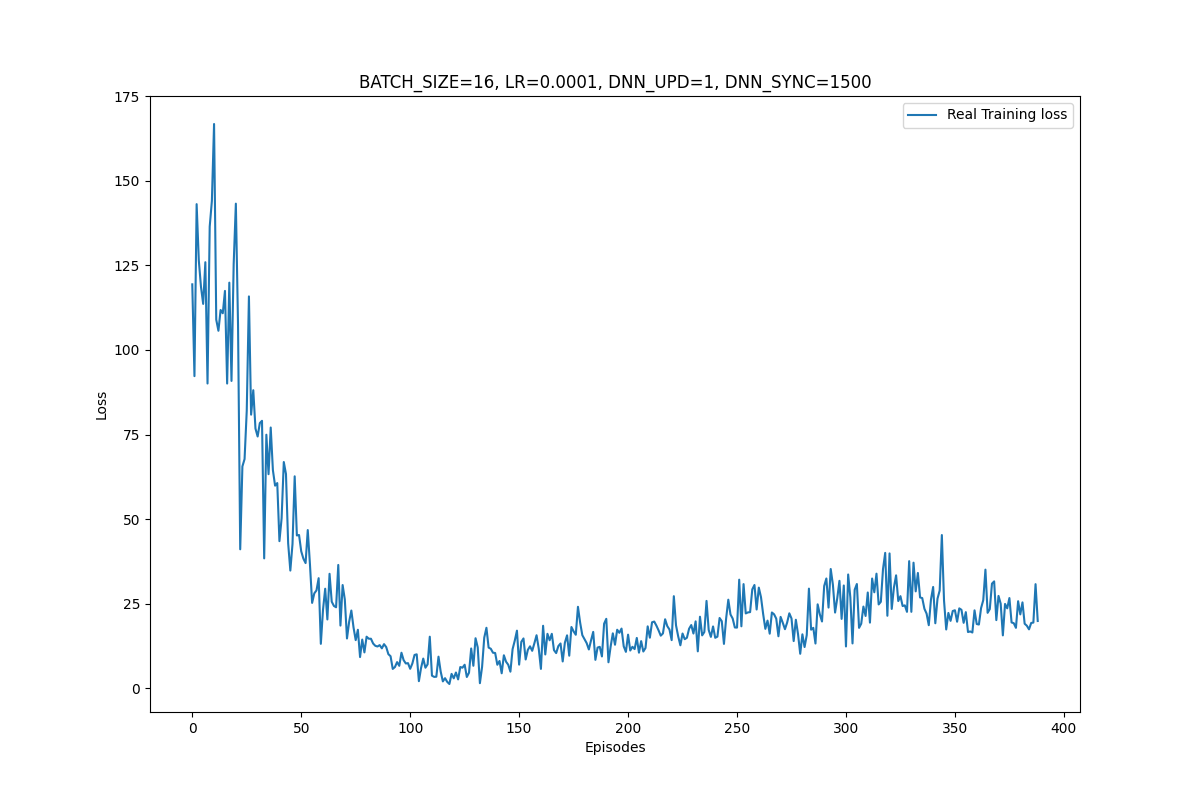 BATCH_SIZE=16, LR=0.0001, DNN_UPD=1, DNN_SYNC=1500
Real Training loss
175
150
125
100
75
50
25
0
Loss
0 50 100 150 200 250 300 350 400
Episodes